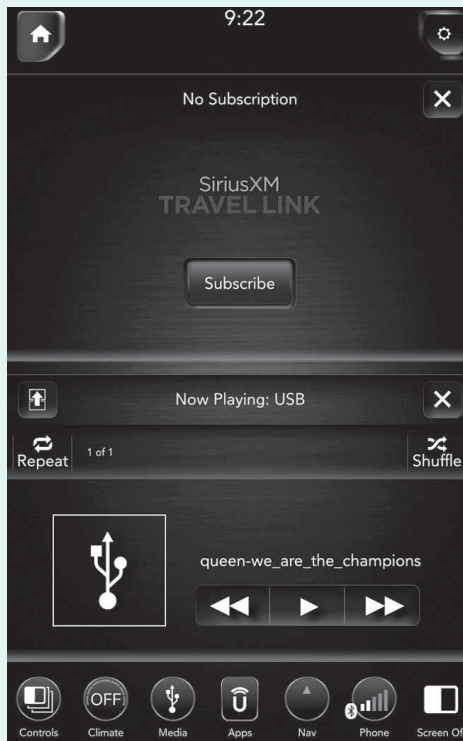 9:22
No Subscription
SiriusXM
TRAVEL LINK
Subscribe
Now Playing: USB
Repeat
1 of 1
Shuffle
queen-we_are_the_champions
OFF
Controls
Climate
Media
Apps
Nav
Phone
Screen Of